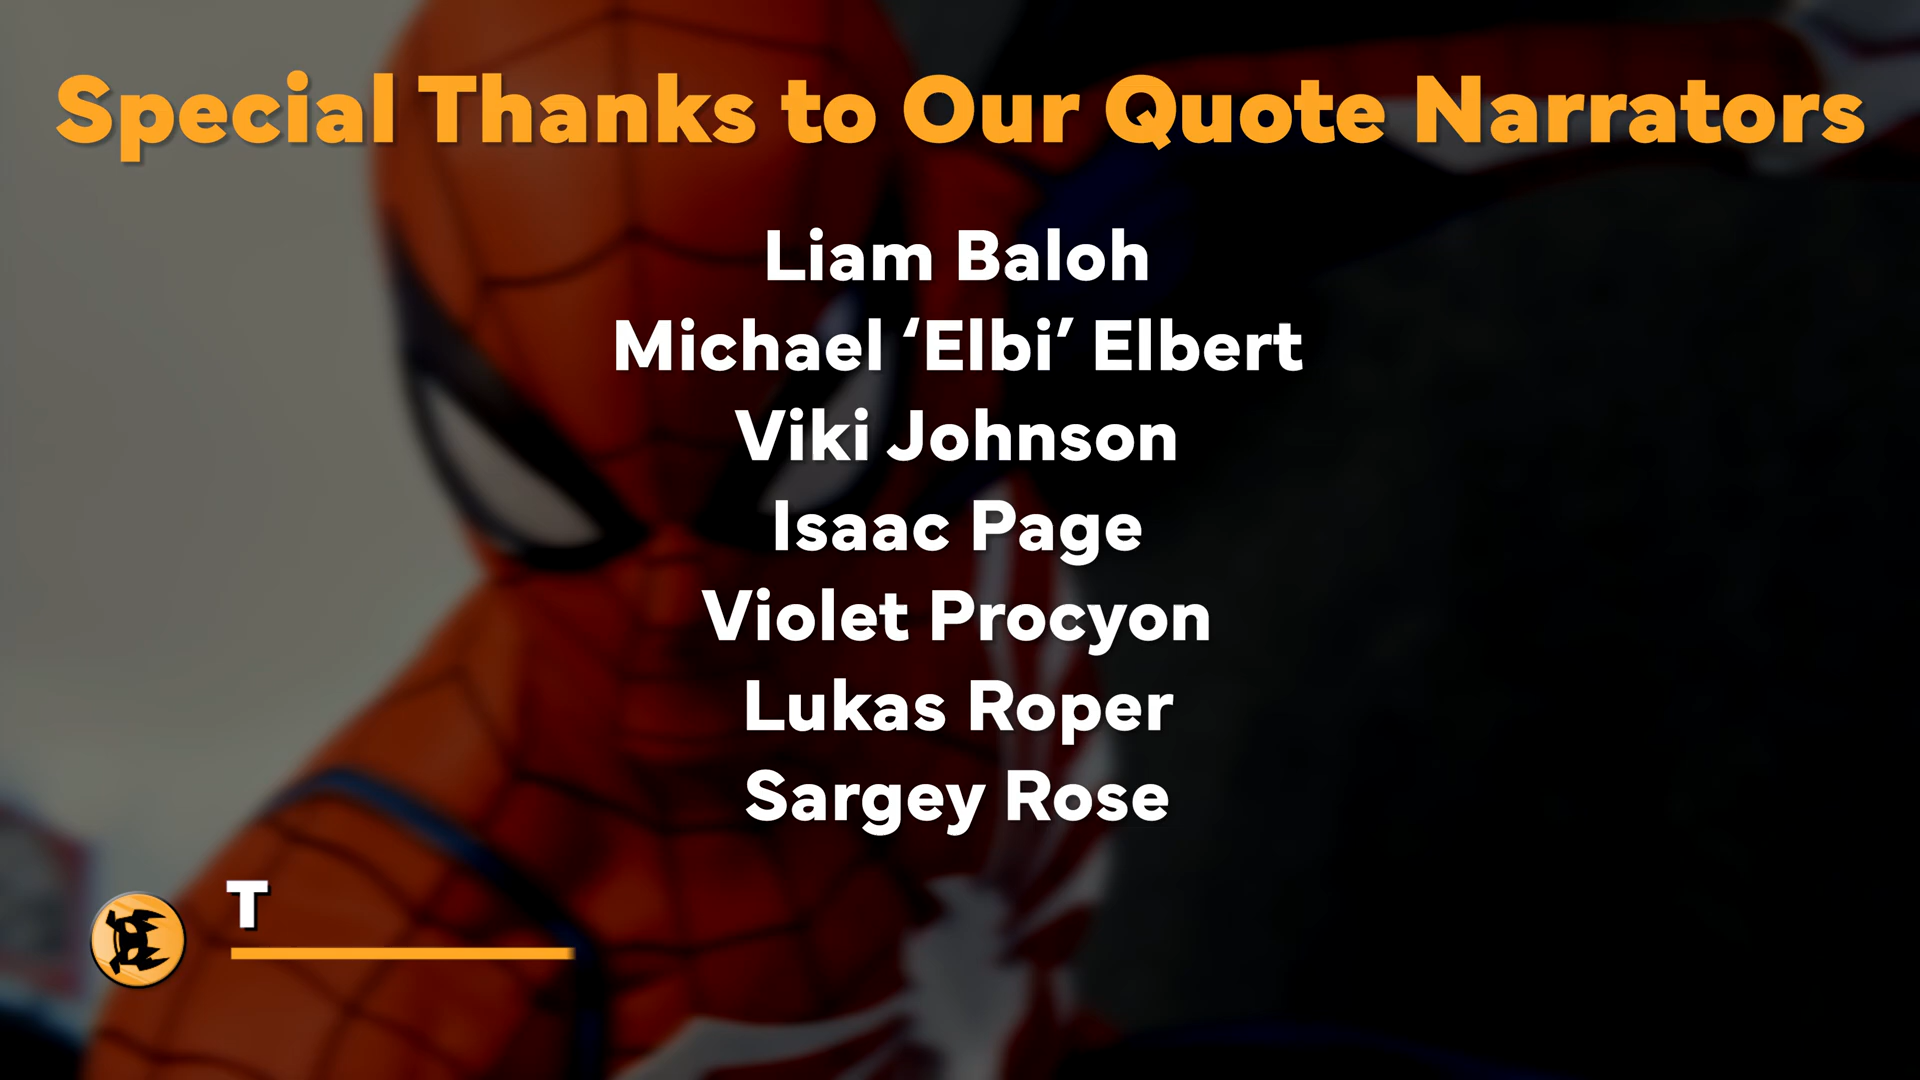 Special Thanks to Our Quote Narrators
Liam Baloh
Michael ‘Elbi’ Elbert
Viki Johnson
Isaac Page
Violet Procyon
Lukas Roper
Sargey Rose
T